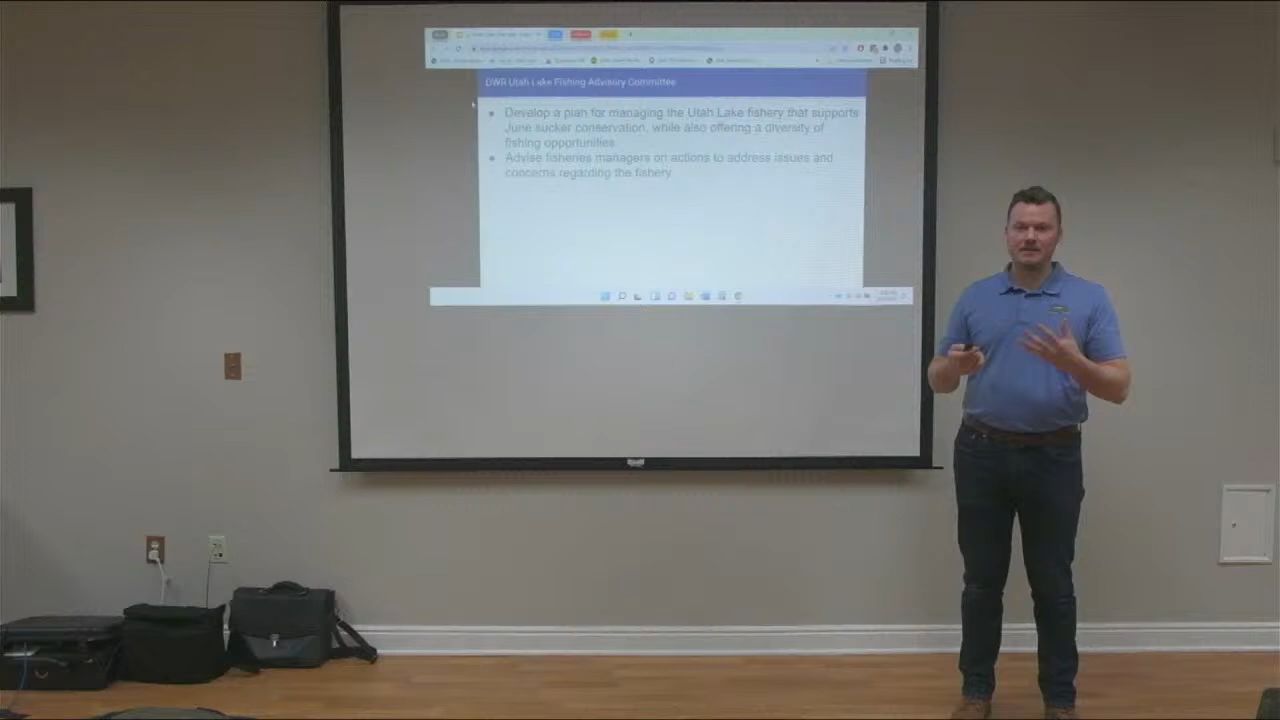 DWR Utah Lake Fishing Advisory Committee
● Develop a plan for managing the Utah Lake fishery that supports
June sucker conservation, while also offering a diversity of
fishing opportunities
● Advise fisheries managers on actions to address issues and
concerns regarding the fishery